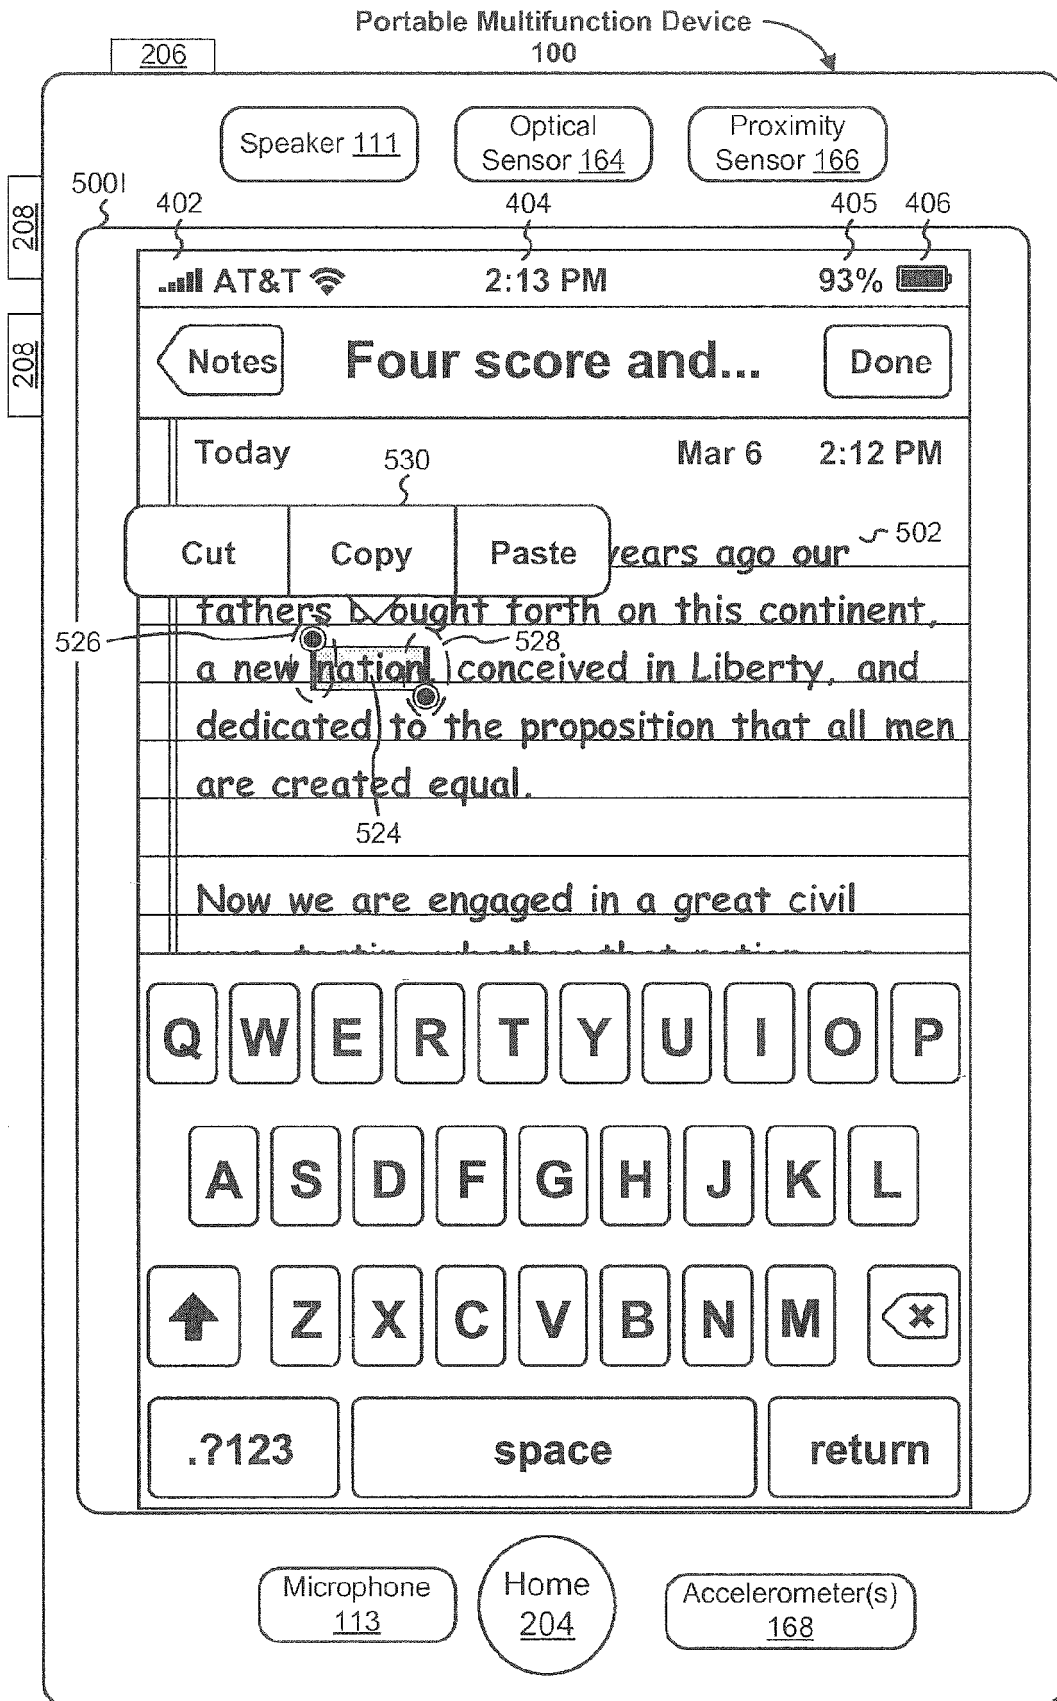 Portable Multifunction Device
100
206
Speaker 111
Optical
Sensor 164
Proximity
Sensor 166
208
208
500I
402
404
405
406
AT&T
2:13 PM
93%
Notes
Four score and...
Done
Today
Mar 6
2:12 PM
530
Cut
Copy
Paste
years ago our
502
fathers b ought forth on this continent,
526
528
a new nation, conceived in Liberty, and
dedicated to the proposition that all men
are created equal.
524
Now we are engaged in a great civil
Q W E R T Y U I O P
A S D F G H J K L
Z X C V B N M
.?123
space
return
Microphone
113
Home
204
Accelerometer(s)
168